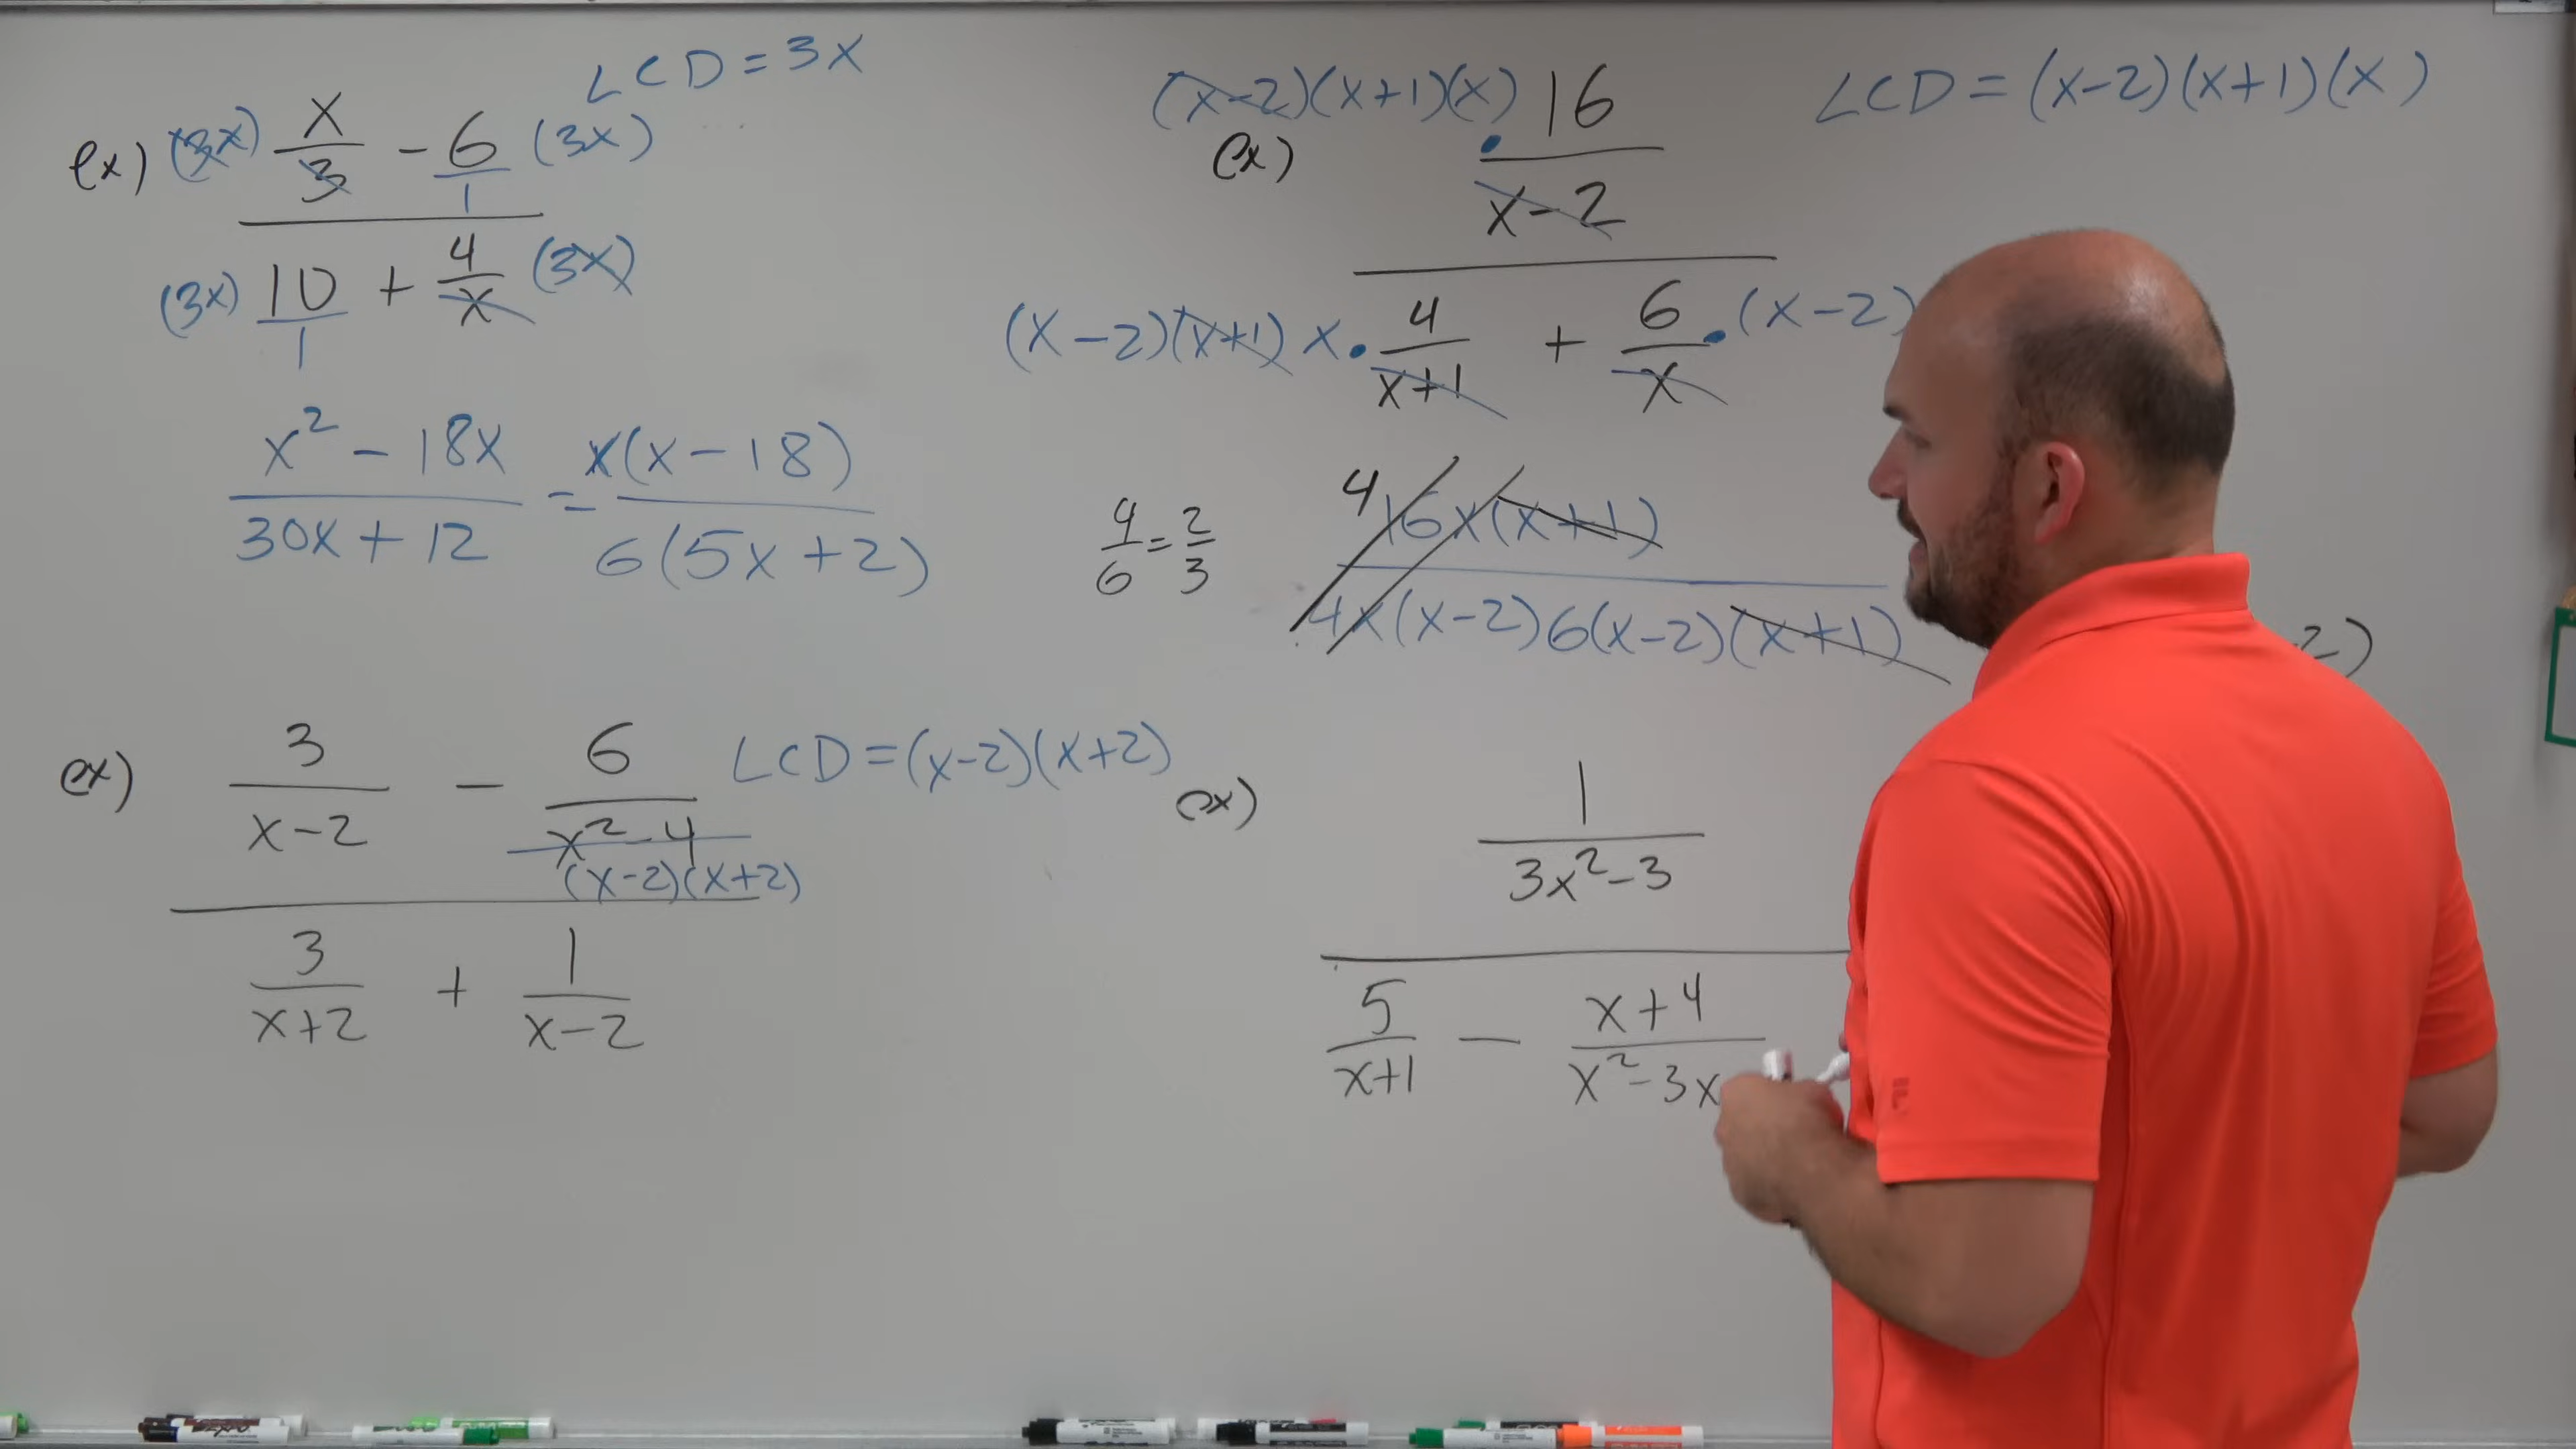 LCD = 3x
ex) (3x) x/3 - 6/1 (3x)
(3x) 10/1 + 4/x (3x)
x² - 18x / 30x + 12 = x(x - 18) / 6(5x + 2)
ex) 3/x-2 - 6/x²-4 LCD = (x-2)(x+2)
(x-2)(x+2)
3/x+2 + 1/x-2
LCD = (x-2)(x+1)(x)
ex) (x-2)(x+1)(x) • 16/x-2
(x-2)(x+1) x • 4/x+1 + 6/x • (x-2)
4/6 = 2/3
4 16x(x+1)
4x(x-2)6(x-2)(x+1)
2)
ex) 1/3x²-3
5/x+1 - x+4/x²-3x